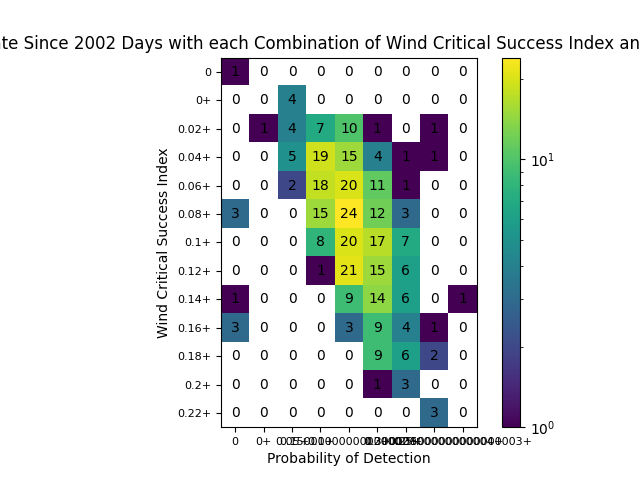 te Since 2002 Days with each Combination of Wind Critical Success Index an
0 1 0 0 0 0 0 0 0 0
0+ 0 0 4 0 0 0 0 0 0
0.02+ 0 1 4 7 10 1 0 1 0
0.04+ 0 0 5 19 15 4 1 1 0
0.06+ 0 0 2 18 20 11 1 0 0
0.08+ 3 0 0 15 24 12 3 0 0
0.1+ 0 0 0 8 20 17 7 0 0
0.12+ 0 0 0 1 21 15 6 0 0
0.14+ 1 0 0 0 9 14 6 0 1
0.16+ 3 0 0 0 3 9 4 1 0
0.18+ 0 0 0 0 0 9 6 2 0
0.2+ 0 0 0 0 0 1 3 0 0
0.22+ 0 0 0 0 0 0 0 3 0
0 0+
Probability of Detection
Wind Critical Success Index
10^1
10^0